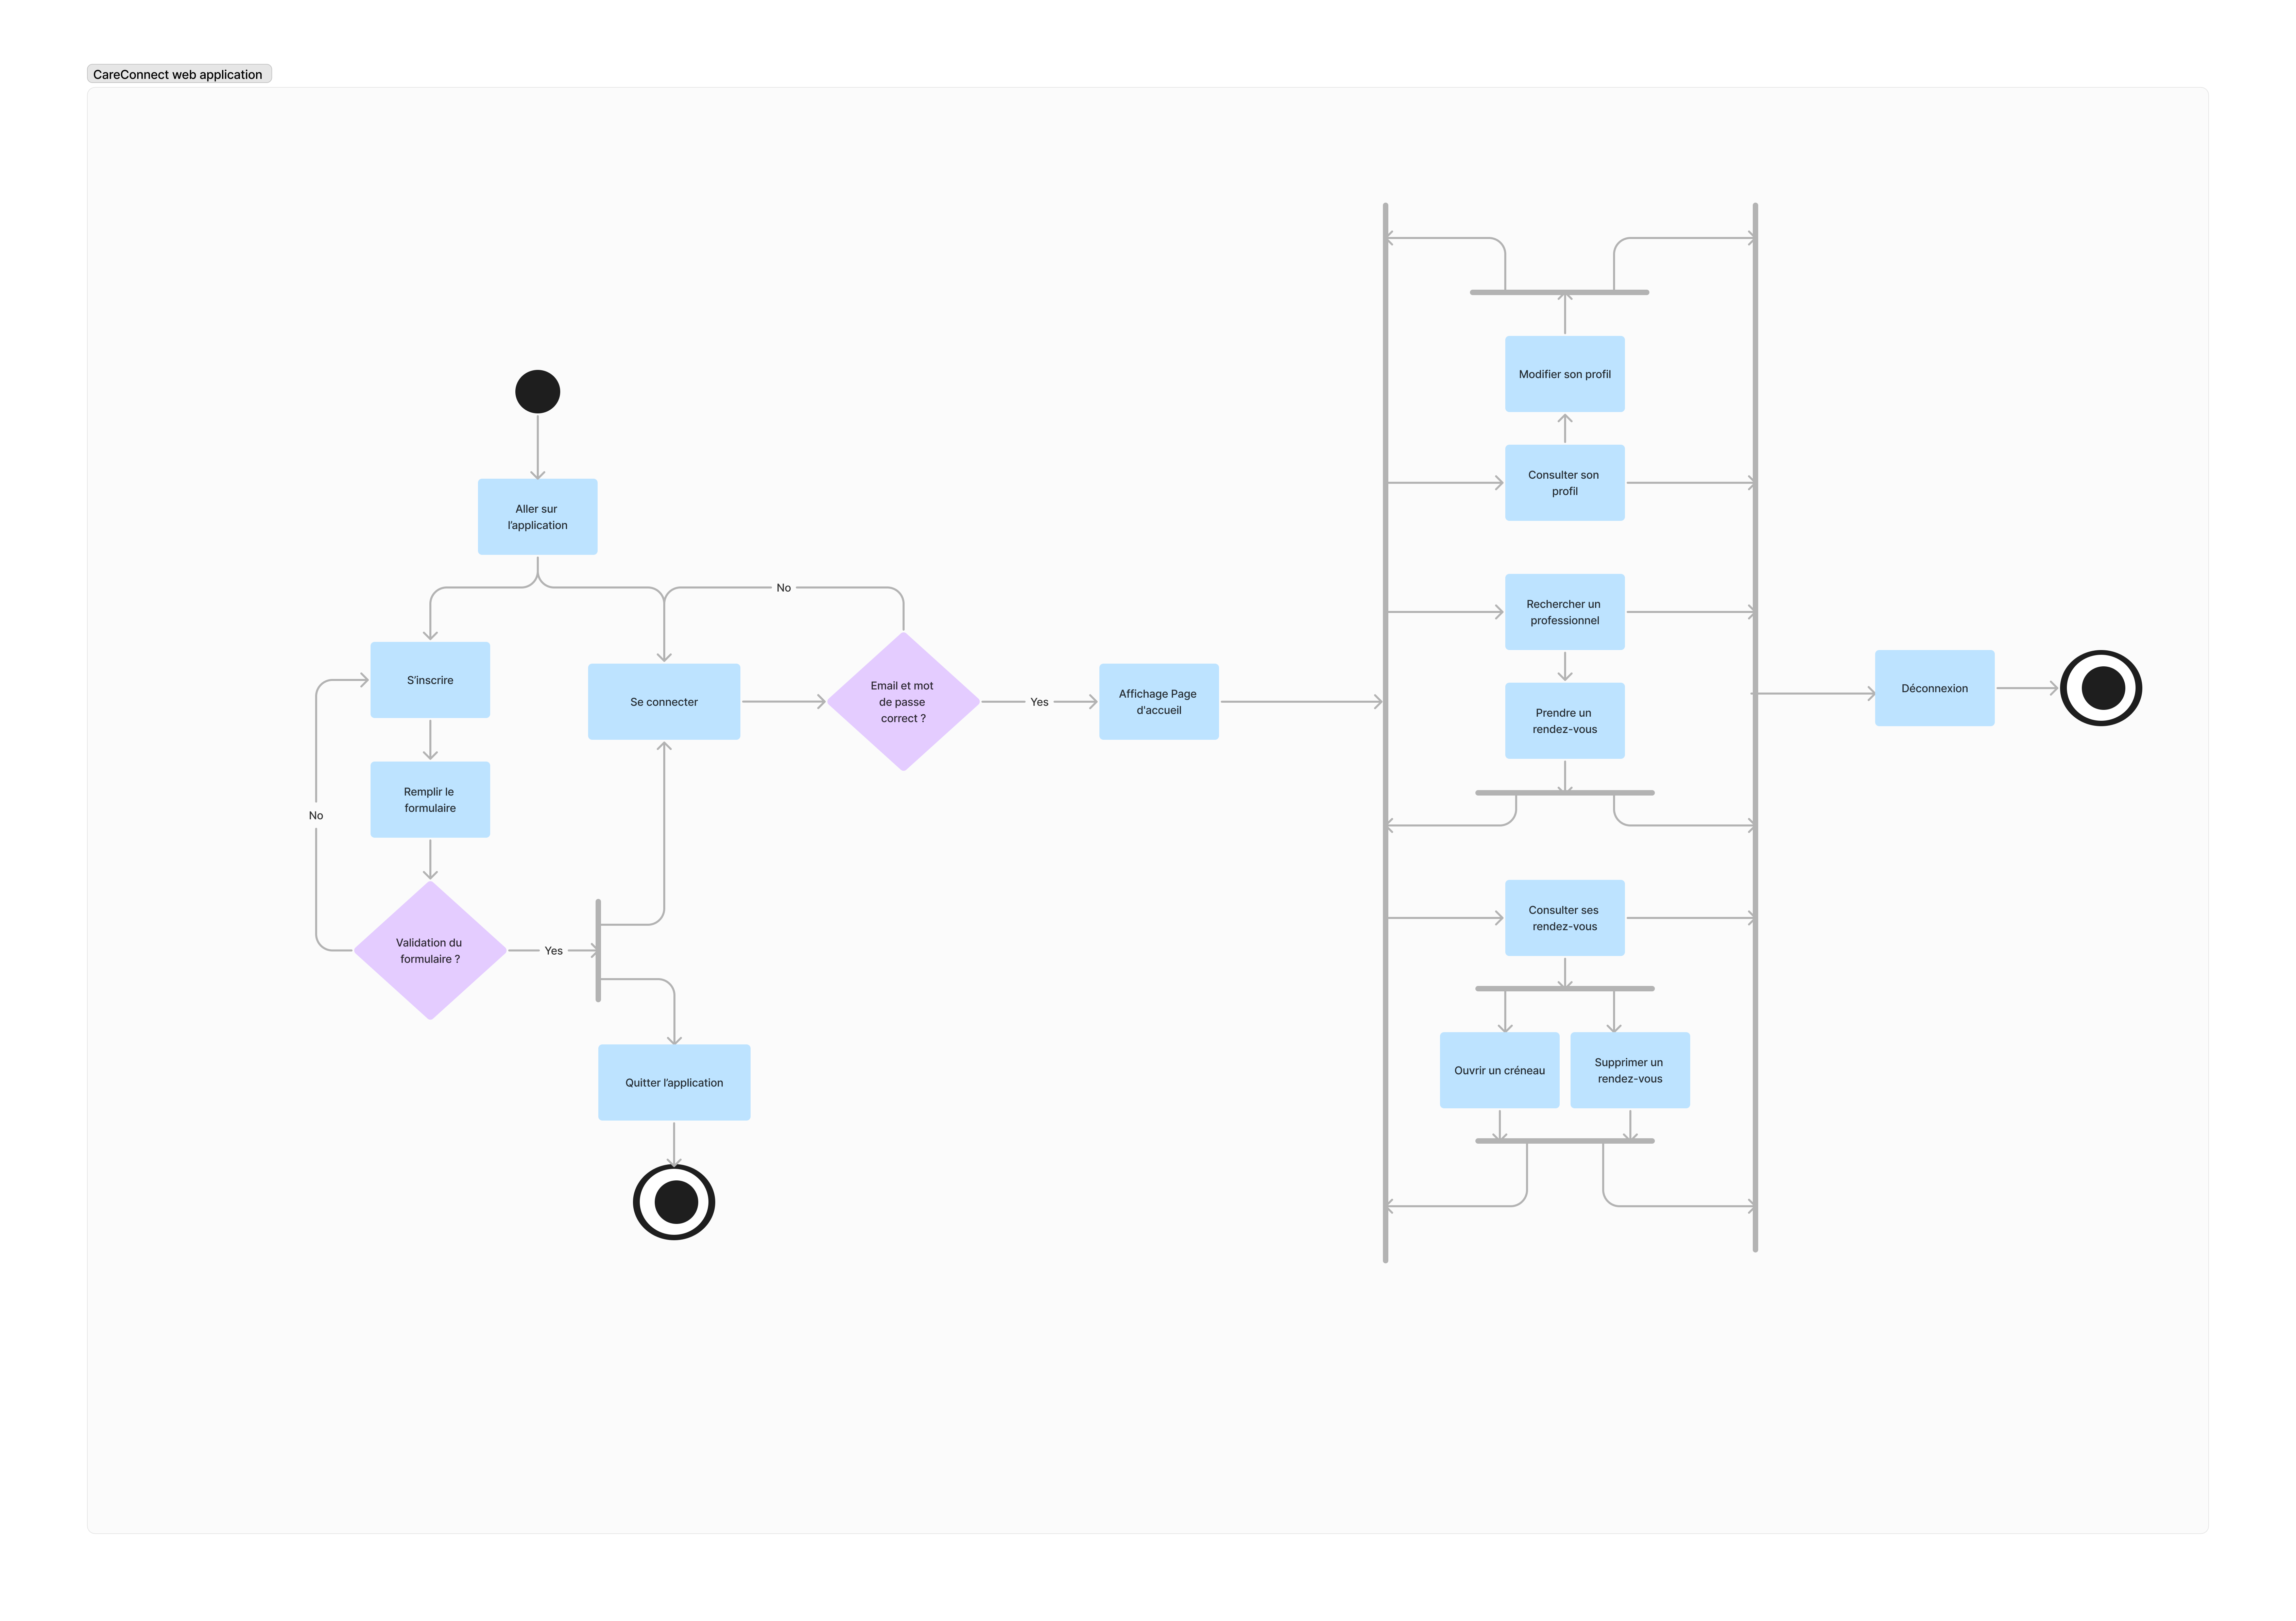 CareConnect web application
Modifier son profil
Consulter son
profil
Aller sur
l'application
No
Rechercher un
professionnel
S'inscrire
Se connecter
Email et mot
de passe
correct ?
Yes
Affichage Page
d'accueil
Prendre un
rendez-vous
Déconnexion
Remplir le
formulaire
No
Validation du
formulaire ?
Yes
Consulter ses
rendez-vous
Quitter l'application
Ouvrir un créneau
Supprimer un
rendez-vous